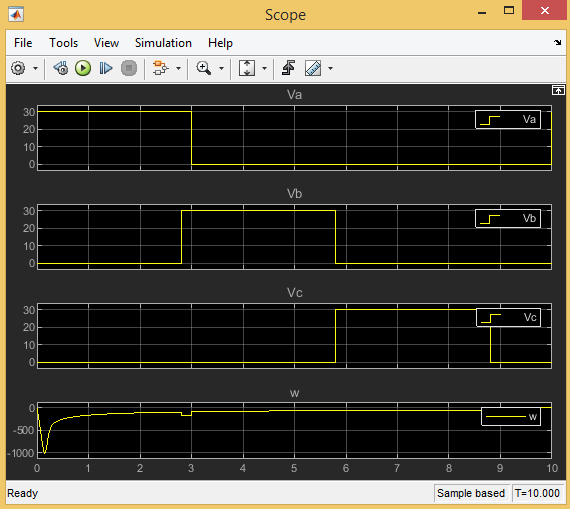 Scope
File Tools View Simulation Help
Va
30
20
10
0
Va
Vb
30
20
10
0
Vb
Vc
30
20
10
0
Vc
w
0
-500
-1000
w
0 1 2 3 4 5 6 7 8 9 10
Ready Sample based T=10.000